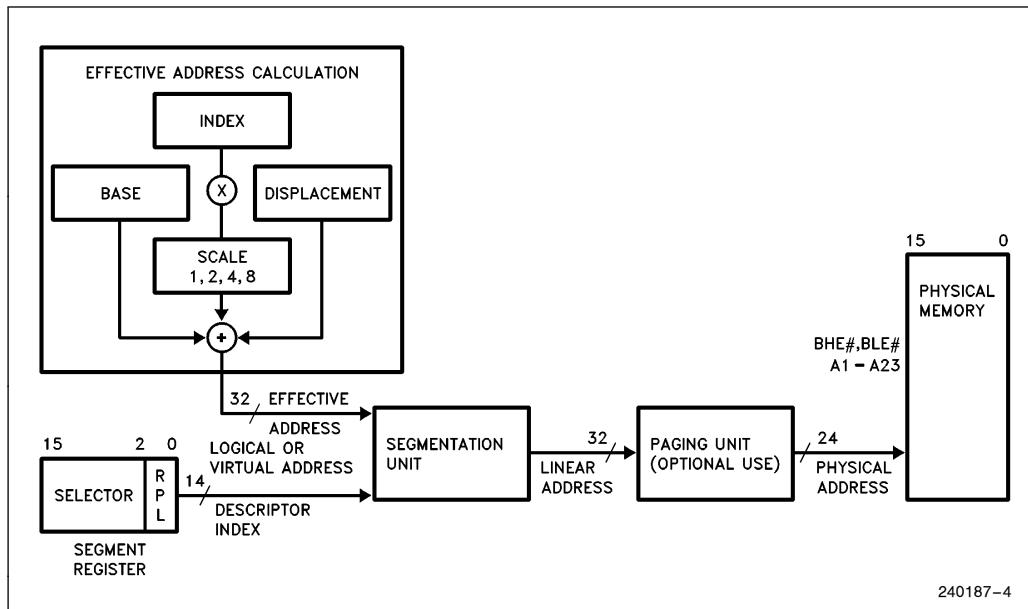 EFFECTIVE ADDRESS CALCULATION
INDEX
BASE
X
DISPLACEMENT
SCALE
1, 2, 4, 8
+
15 0
PHYSICAL
MEMORY
BHE#,BLE#
A1 – A23
32 EFFECTIVE
ADDRESS
LOGICAL OR
VIRTUAL ADDRESS
SEGMENTATION
UNIT
32
LINEAR
ADDRESS
PAGING UNIT
(OPTIONAL USE)
24
PHYSICAL
ADDRESS
15 2 0
SELECTOR
R
P
L
14
DESCRIPTOR
INDEX
SEGMENT
REGISTER
240187–4